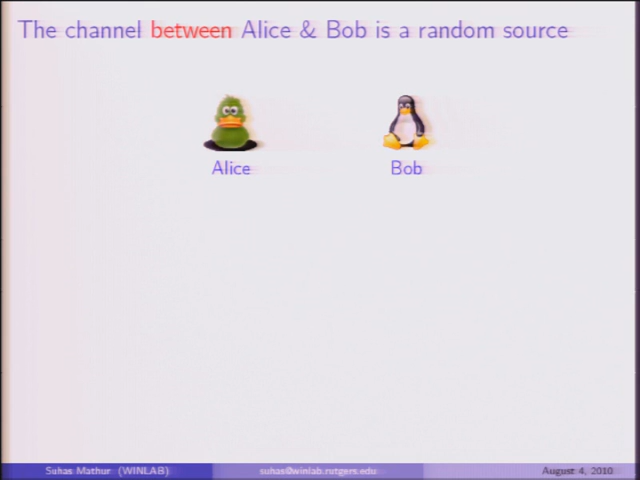 The channel between Alice & Bob is a random source
Alice Bob
Suhas Mathur (WINLAB) suhas@winlab.rutgers.edu August 4, 2010